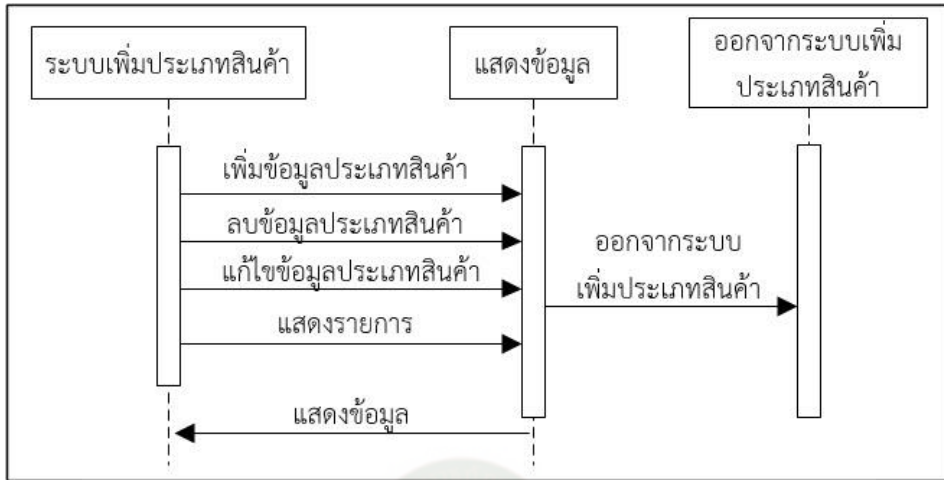 ระบบเพิ่มประเภทสินค้า
แสดงข้อมูล
ออกจากระบบเพิ่ม
ประเภทสินค้า
เพิ่มข้อมูลประเภทสินค้า
ลบข้อมูลประเภทสินค้า
แก้ไขข้อมูลประเภทสินค้า
แสดงรายการ
ออกจากระบบ
เพิ่มประเภทสินค้า
แสดงข้อมูล